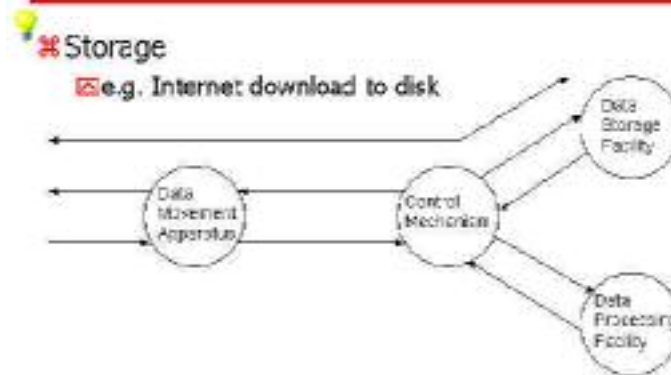 Storage
e.g. Internet download to disk
Data
Storage
Facility
Data
Movement
Apparatus
Control
Mechanism
Data
Processing
Facility